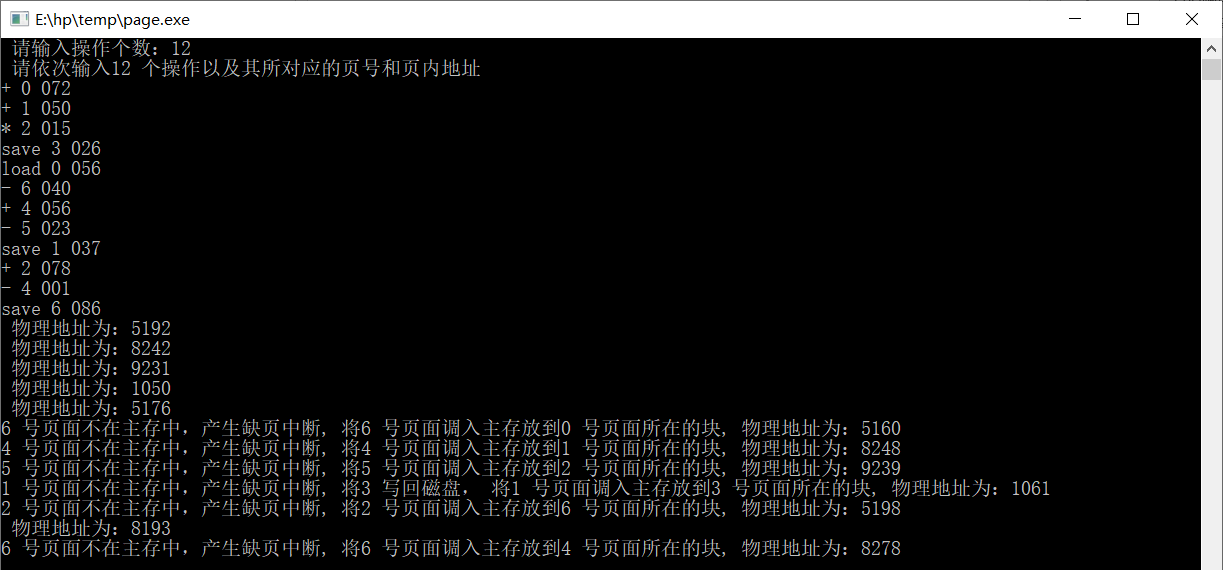 E:\hp\temp\page.exe
请输入操作个数：12
请依次输入12 个操作以及其所对应的页号和页内地址
+ 0 072
+ 1 050
* 2 015
save 3 026
load 0 056
- 6 040
+ 4 056
- 5 023
save 1 037
+ 2 078
- 4 001
save 6 086
物理地址为：5192
物理地址为：8242
物理地址为：9231
物理地址为：1050
物理地址为：5176
6 号页面不在主存中，产生缺页中断, 将6 号页面调入主存放到0 号页面所在的块, 物理地址为：5160
4 号页面不在主存中，产生缺页中断, 将4 号页面调入主存放到1 号页面所在的块, 物理地址为：8248
5 号页面不在主存中，产生缺页中断, 将5 号页面调入主存放到2 号页面所在的块, 物理地址为：9239
1 号页面不在主存中，产生缺页中断, 将3 写回磁盘， 将1 号页面调入主存放到3 号页面所在的块, 物理地址为：1061
2 号页面不在主存中，产生缺页中断, 将2 号页面调入主存放到6 号页面所在的块, 物理地址为：5198
物理地址为：8193
6 号页面不在主存中，产生缺页中断, 将6 号页面调入主存放到4 号页面所在的块, 物理地址为：8278